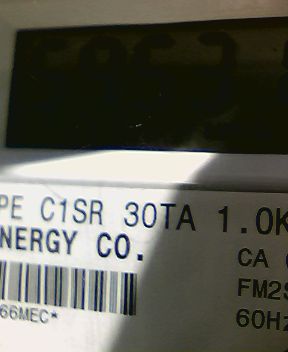 PE C1SR 30TA 1.0K
NERGY CO.
CA
FM2S
66MEC*
60Hz